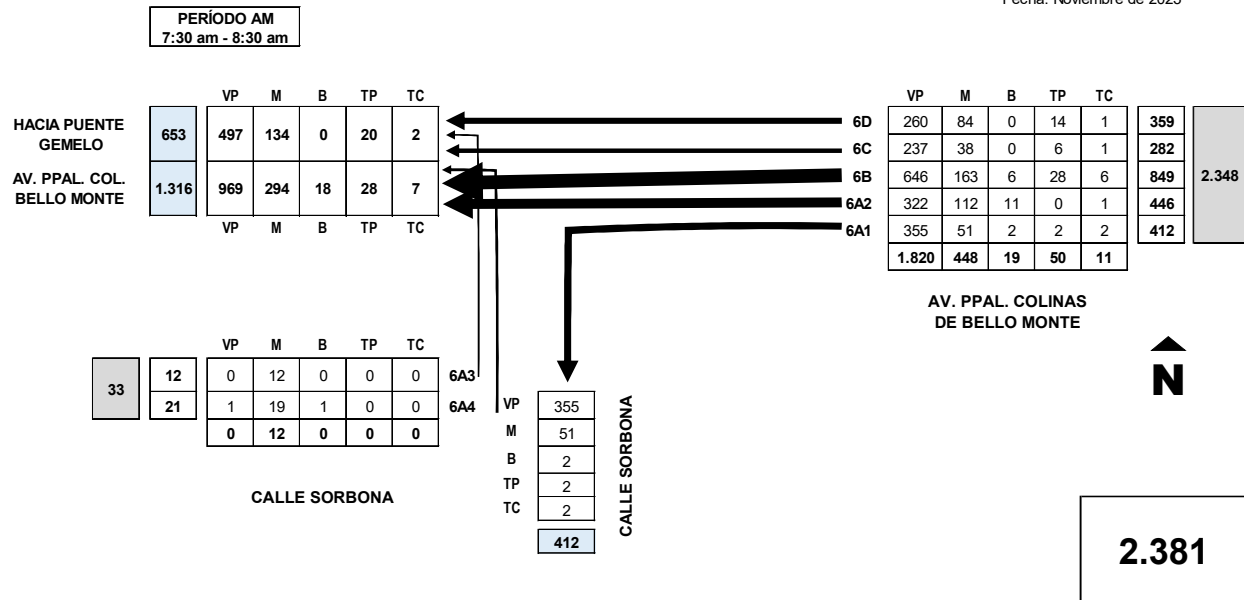 Fecha: Noviembre de 2023
PERÍODO AM
7:30 am - 8:30 am
VP M B TP TC
HACIA PUENTE GEMELO 653 497 134 0 20 2
AV. PPAL. COL. BELLO MONTE 1.316 969 294 18 28 7
VP M B TP TC
VP M B TP TC
6D 260 84 0 14 1 359
6C 237 38 0 6 1 282
6B 646 163 6 28 6 849 2.348
6A2 322 112 11 0 1 446
6A1 355 51 2 2 2 412
1.820 448 19 50 11
AV. PPAL. COLINAS
DE BELLO MONTE
N
VP M B TP TC
33 12 0 12 0 0 0 6A3
21 1 19 1 0 0 6A4
0 12 0 0 0
CALLE SORBONA
VP 355
M 51
B 2
TP 2
TC 2
412
CALLE SORBONA
2.381